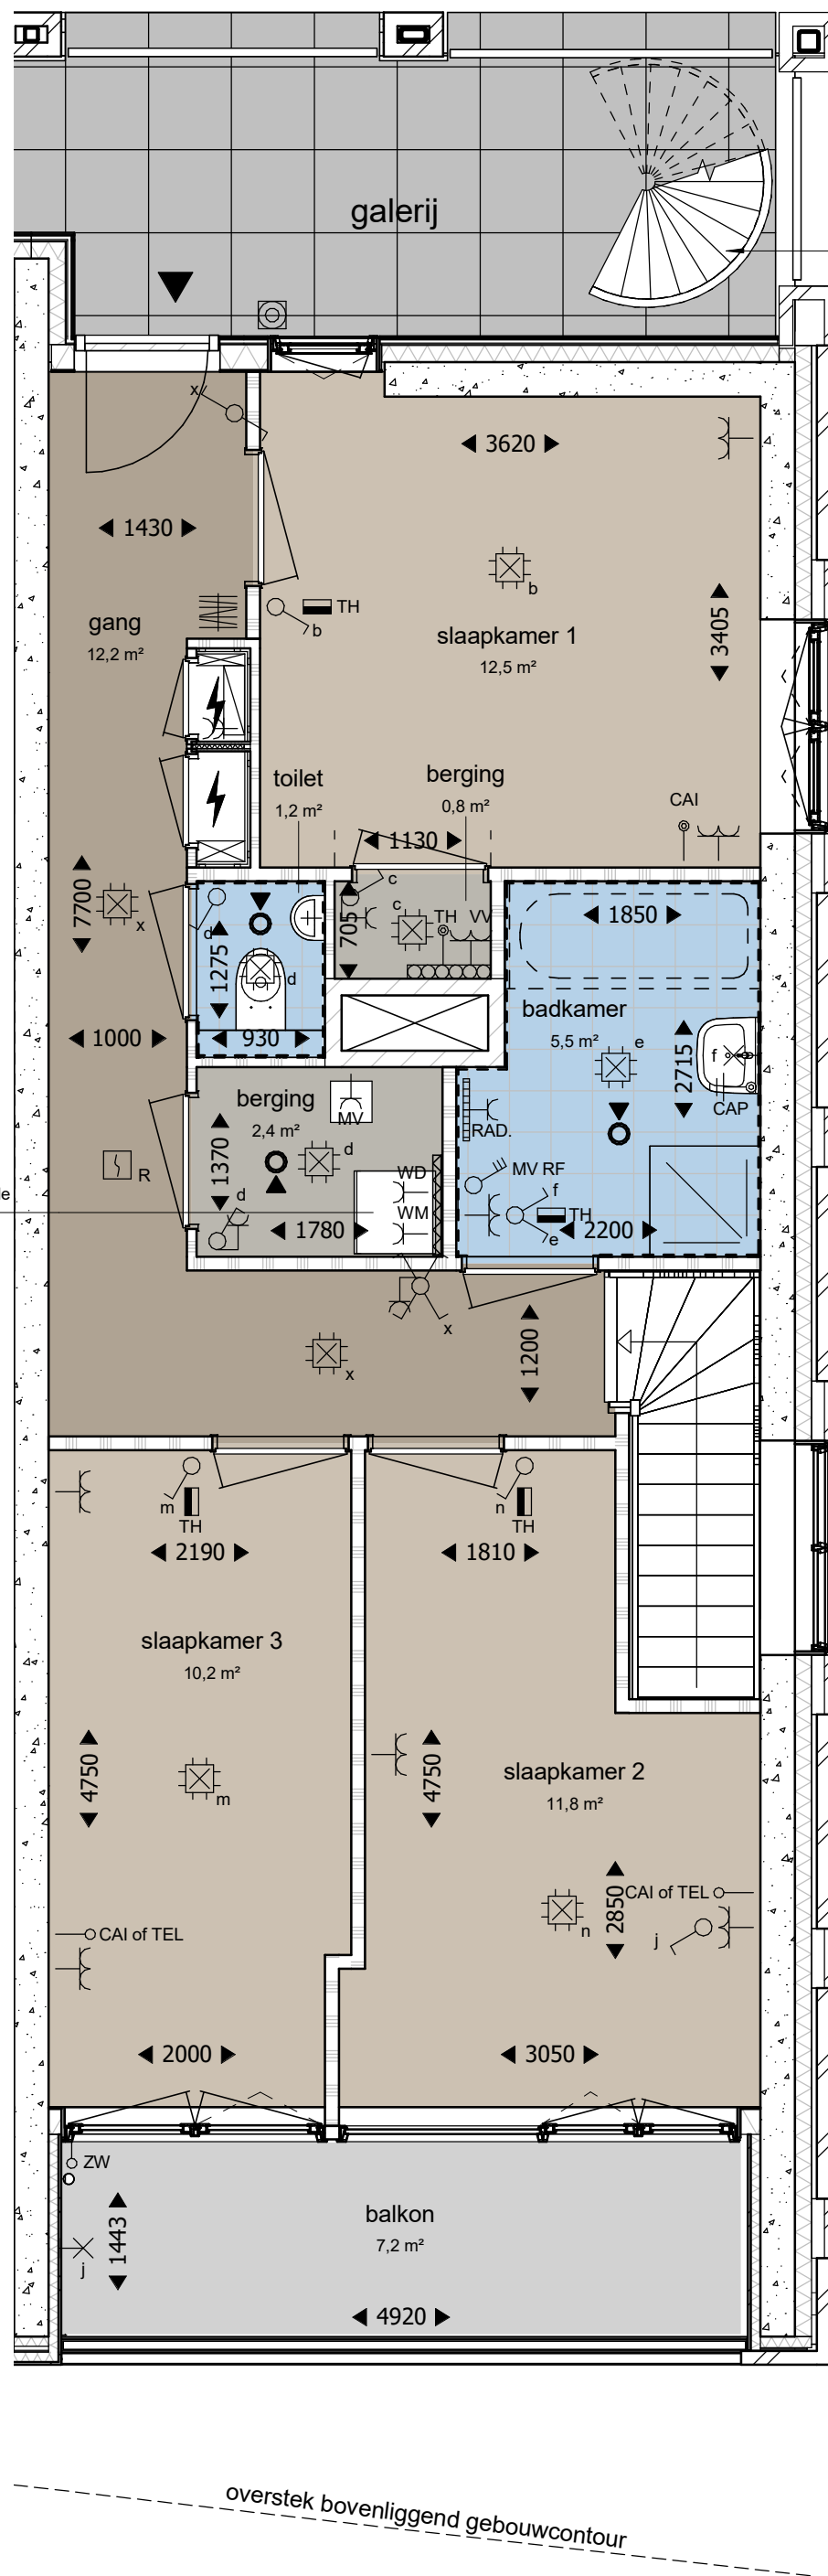 galerij
x
3620
1430
b
TH
b
gang
12,2 m²
slaapkamer 1
12,5 m²
3405
toilet
1,2 m²
berging
0,8 m²
CAI
1130
c
c
705
TH
VV
7700
x
d
1275
d
930
1850
badkamer
5,5 m²
e
2715
f
CAP
1000
berging
2,4 m²
MV
1370
d
d
R
RAD.
WD
WM
1780
MV RF
f
TH
e
2200
x
x
1200
m
TH
2190
n
TH
1810
slaapkamer 3
10,2 m²
4750
m
4750
slaapkamer 2
11,8 m²
2850
CAI of TEL
n
j
CAI of TEL
2000
3050
ZW
j
1443
balkon
7,2 m²
4920
overstek bovenliggend gebouwcontour